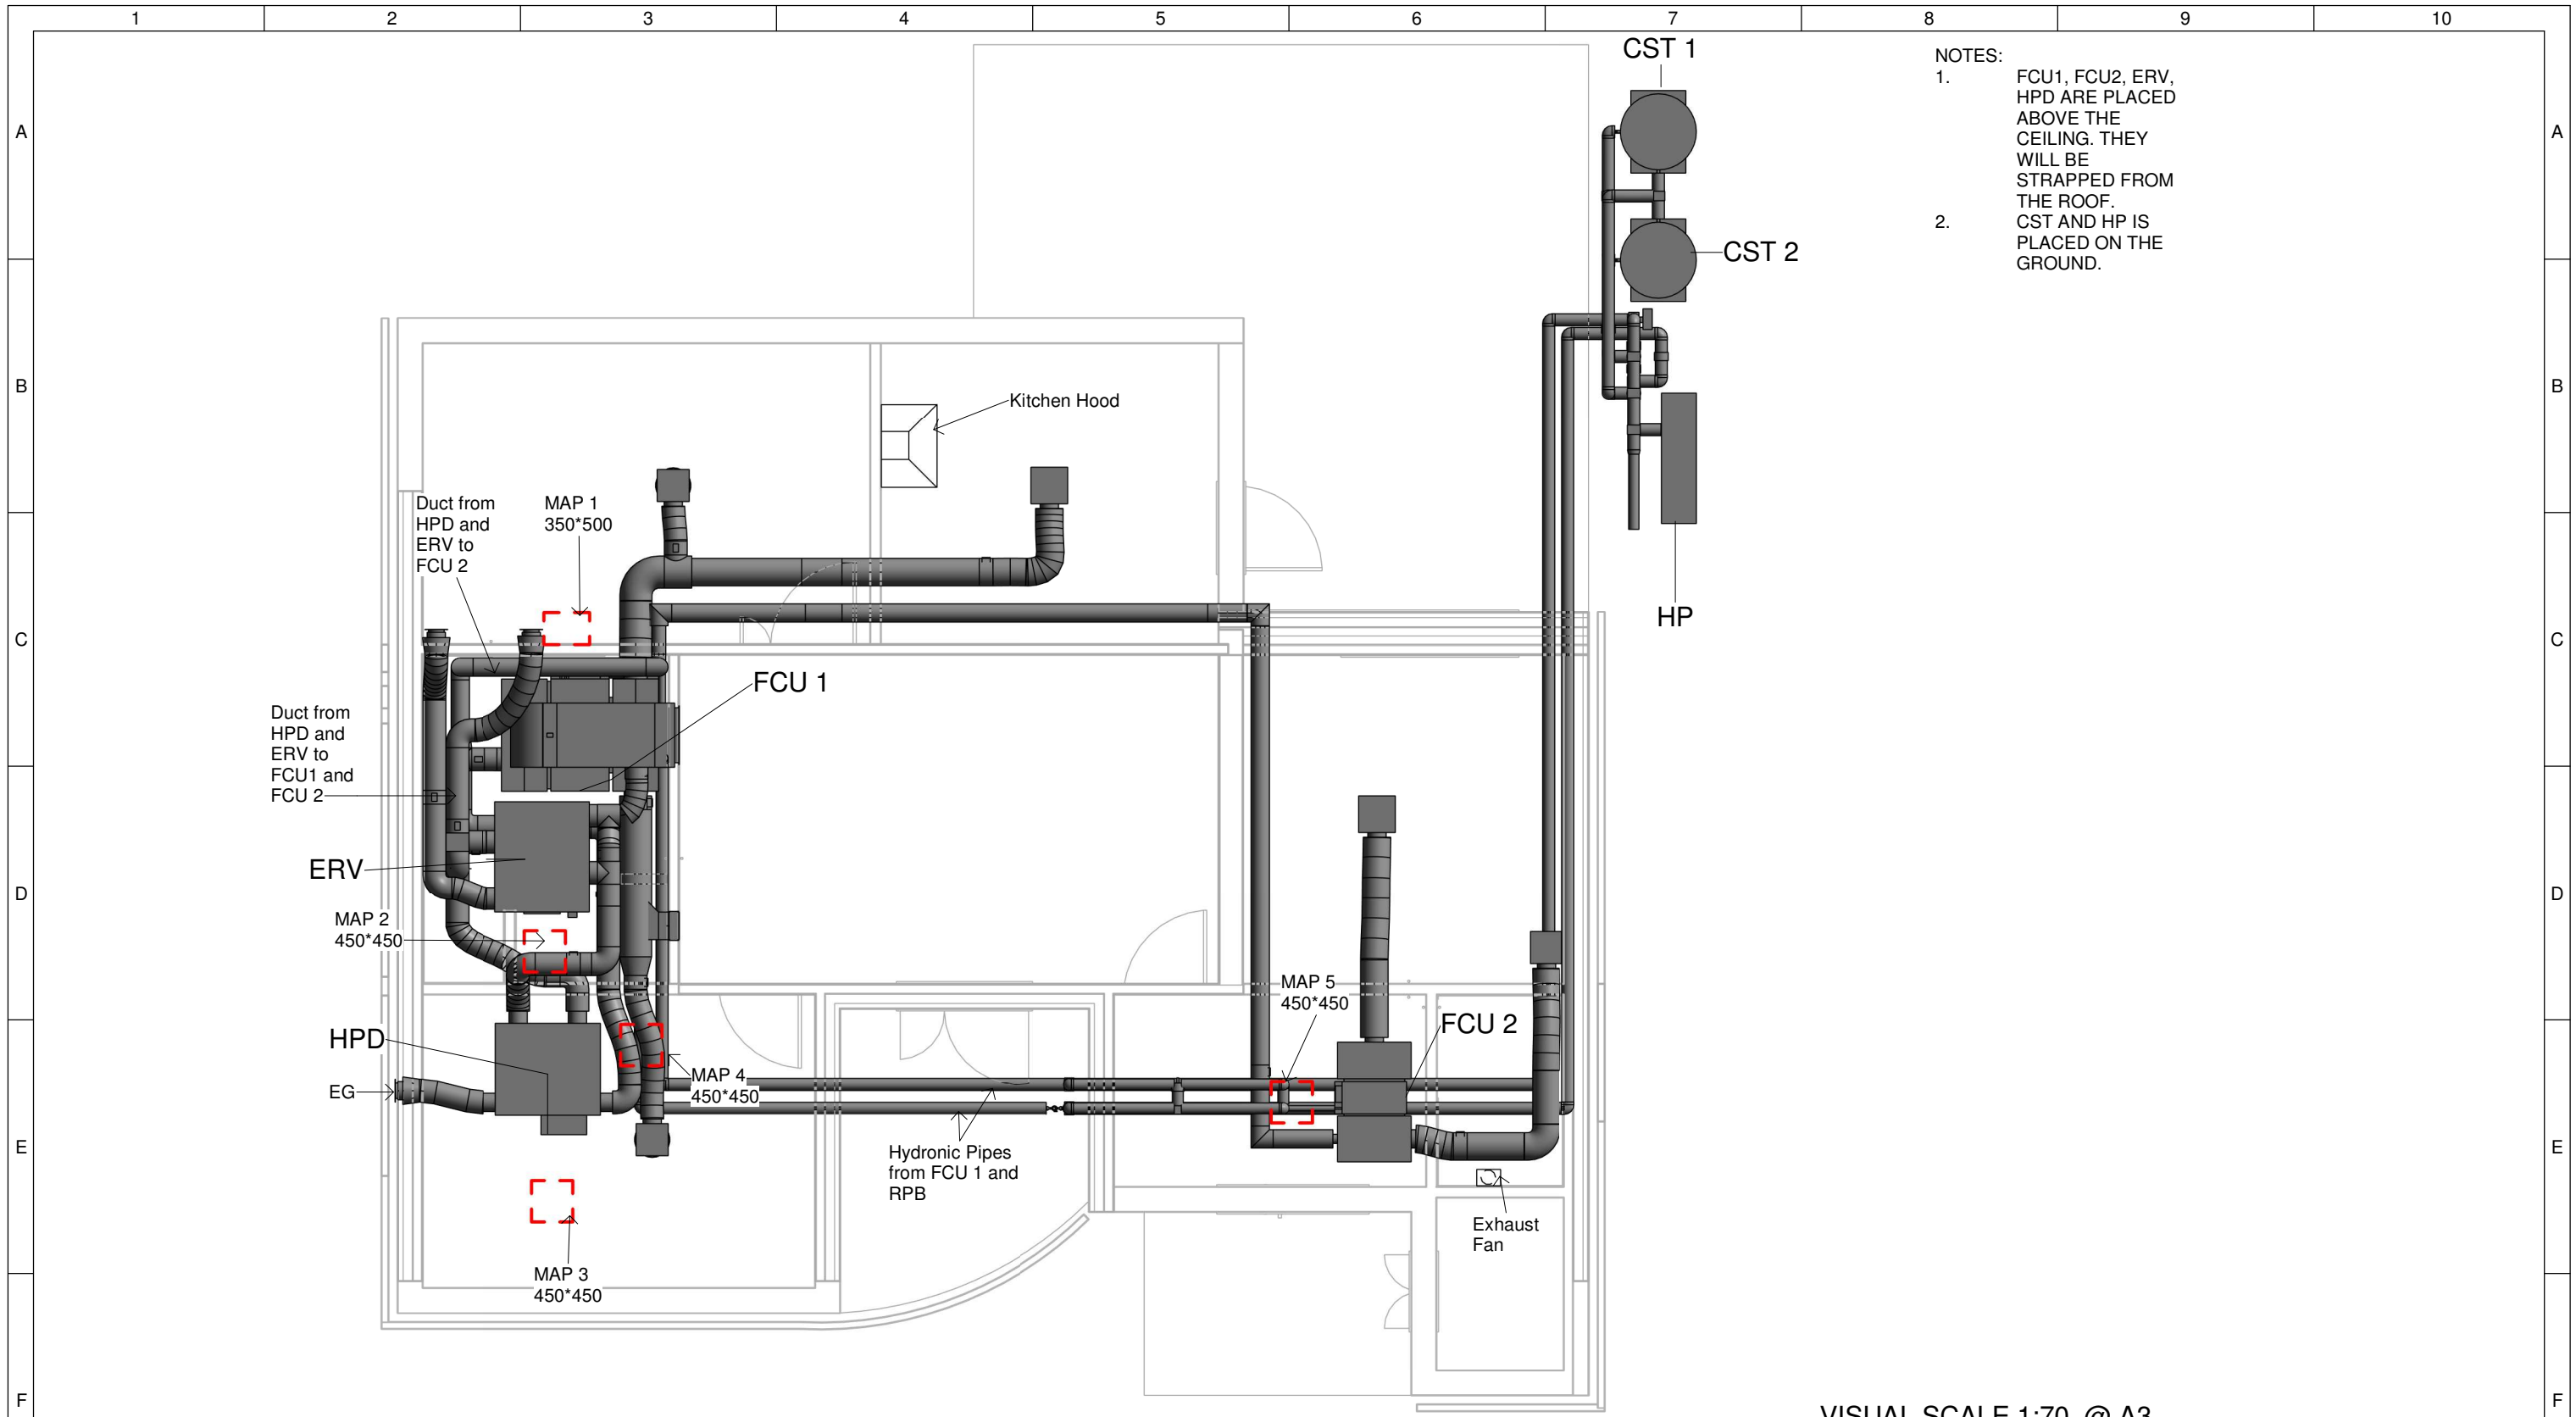 1 2 3 4 5 6 7 8 9 10
CST 1
NOTES:
1. FCU1, FCU2, ERV,
HPD ARE PLACED
ABOVE THE
CEILING. THEY
WILL BE
STRAPPED FROM
THE ROOF.
2. CST AND HP IS
PLACED ON THE
GROUND.
A A
CST 2
B B
Kitchen Hood
Duct from
HPD and
ERV to
FCU 2
MAP 1
350*500
HP
C C
FCU 1
Duct from
HPD and
ERV to
FCU1 and
FCU 2
ERV
D D
MAP 2
450*450
MAP 5
450*450
FCU 2
HPD
MAP 4
450*450
EG
Hydronic Pipes
from FCU 1 and
RPB
E E
Exhaust
Fan
MAP 3
450*450
F F
VISUAL SCALE 1:70 @ A3